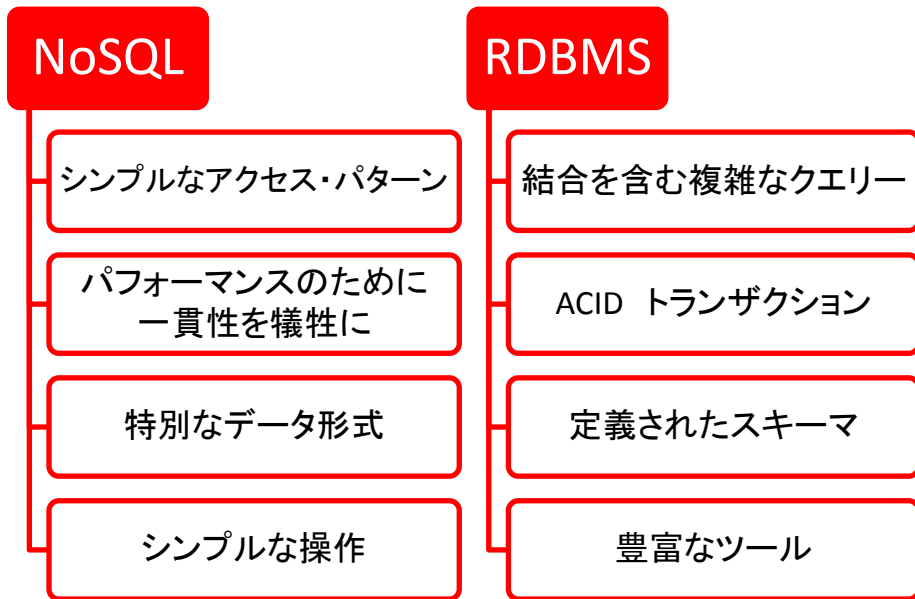 NoSQL
シンプルなアクセス・パターン
パフォーマンスのために
一貫性を犠牲に
特別なデータ形式
シンプルな操作
RDBMS
結合を含む複雑なクエリー
ACID トランザクション
定義されたスキーマ
豊富なツール